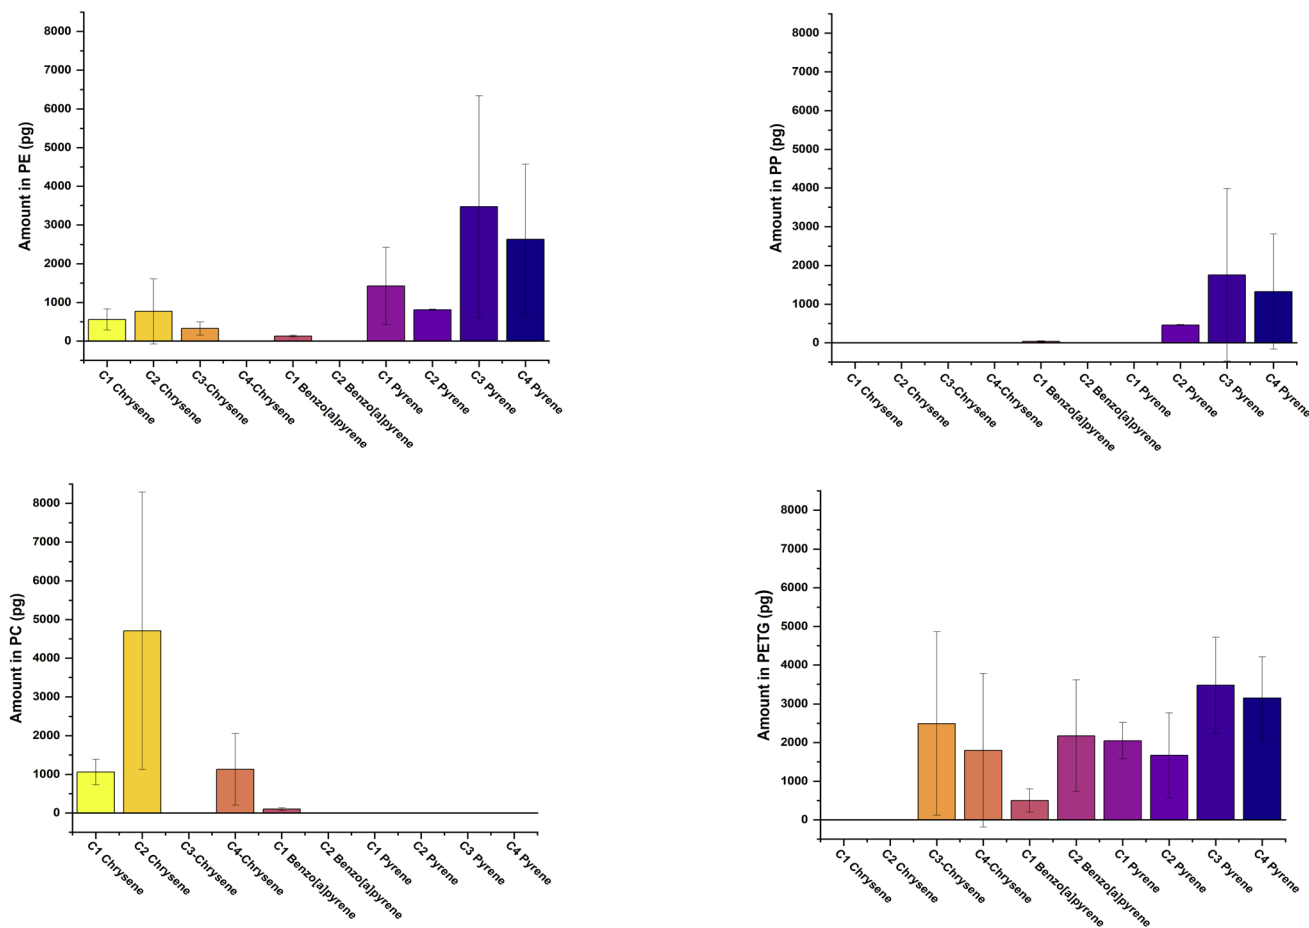 8000
7000
6000
5000
4000
3000
2000
1000
0
Amount in PE (pg)
C1 Chrysene
C2 Chrysene
C3-Chrysene
C4-Chrysene
C1 Benzo[a]pyrene
C2 Benzo[a]pyrene
C1 Pyrene
C2 Pyrene
C3 Pyrene
C4 Pyrene
8000
7000
6000
5000
4000
3000
2000
1000
0
Amount in PP (pg)
C1 Chrysene
C2 Chrysene
C3-Chrysene
C4-Chrysene
C1 Benzo[a]pyrene
C2 Benzo[a]pyrene
C1 Pyrene
C2 Pyrene
C3 Pyrene
C4 Pyrene
8000
7000
6000
5000
4000
3000
2000
1000
0
Amount in PC (pg)
C1 Chrysene
C2 Chrysene
C3-Chrysene
C4-Chrysene
C1 Benzo[a]pyrene
C2 Benzo[a]pyrene
C1 Pyrene
C2 Pyrene
C3 Pyrene
C4 Pyrene
8000
7000
6000
5000
4000
3000
2000
1000
0
Amount in PETG (pg)
C1 Chrysene
C2 Chrysene
C3-Chrysene
C4-Chrysene
C1 Benzo[a]pyrene
C2 Benzo[a]pyrene
C1 Pyrene
C2 Pyrene
C3 Pyrene
C4 Pyrene